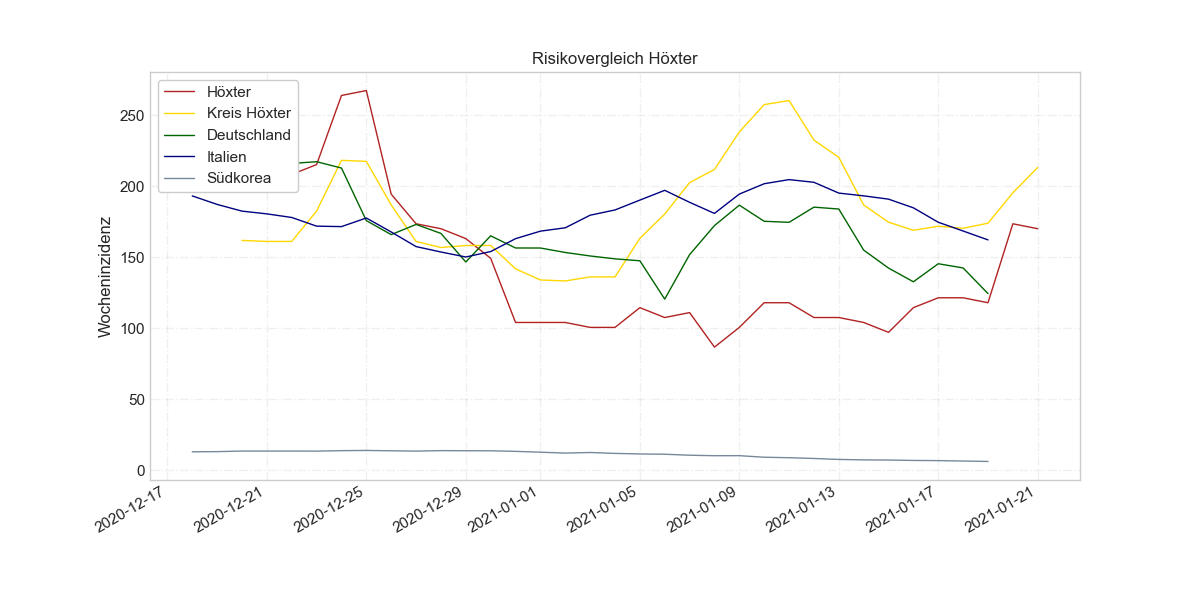 Risikovergleich Höxter
Höxter
Kreis Höxter
Deutschland
Italien
Südkorea
Wocheninzidenz
250
200
150
100
50
0
2020-12-17
2020-12-21
2020-12-25
2020-12-29
2021-01-01
2021-01-05
2021-01-09
2021-01-13
2021-01-17
2021-01-21